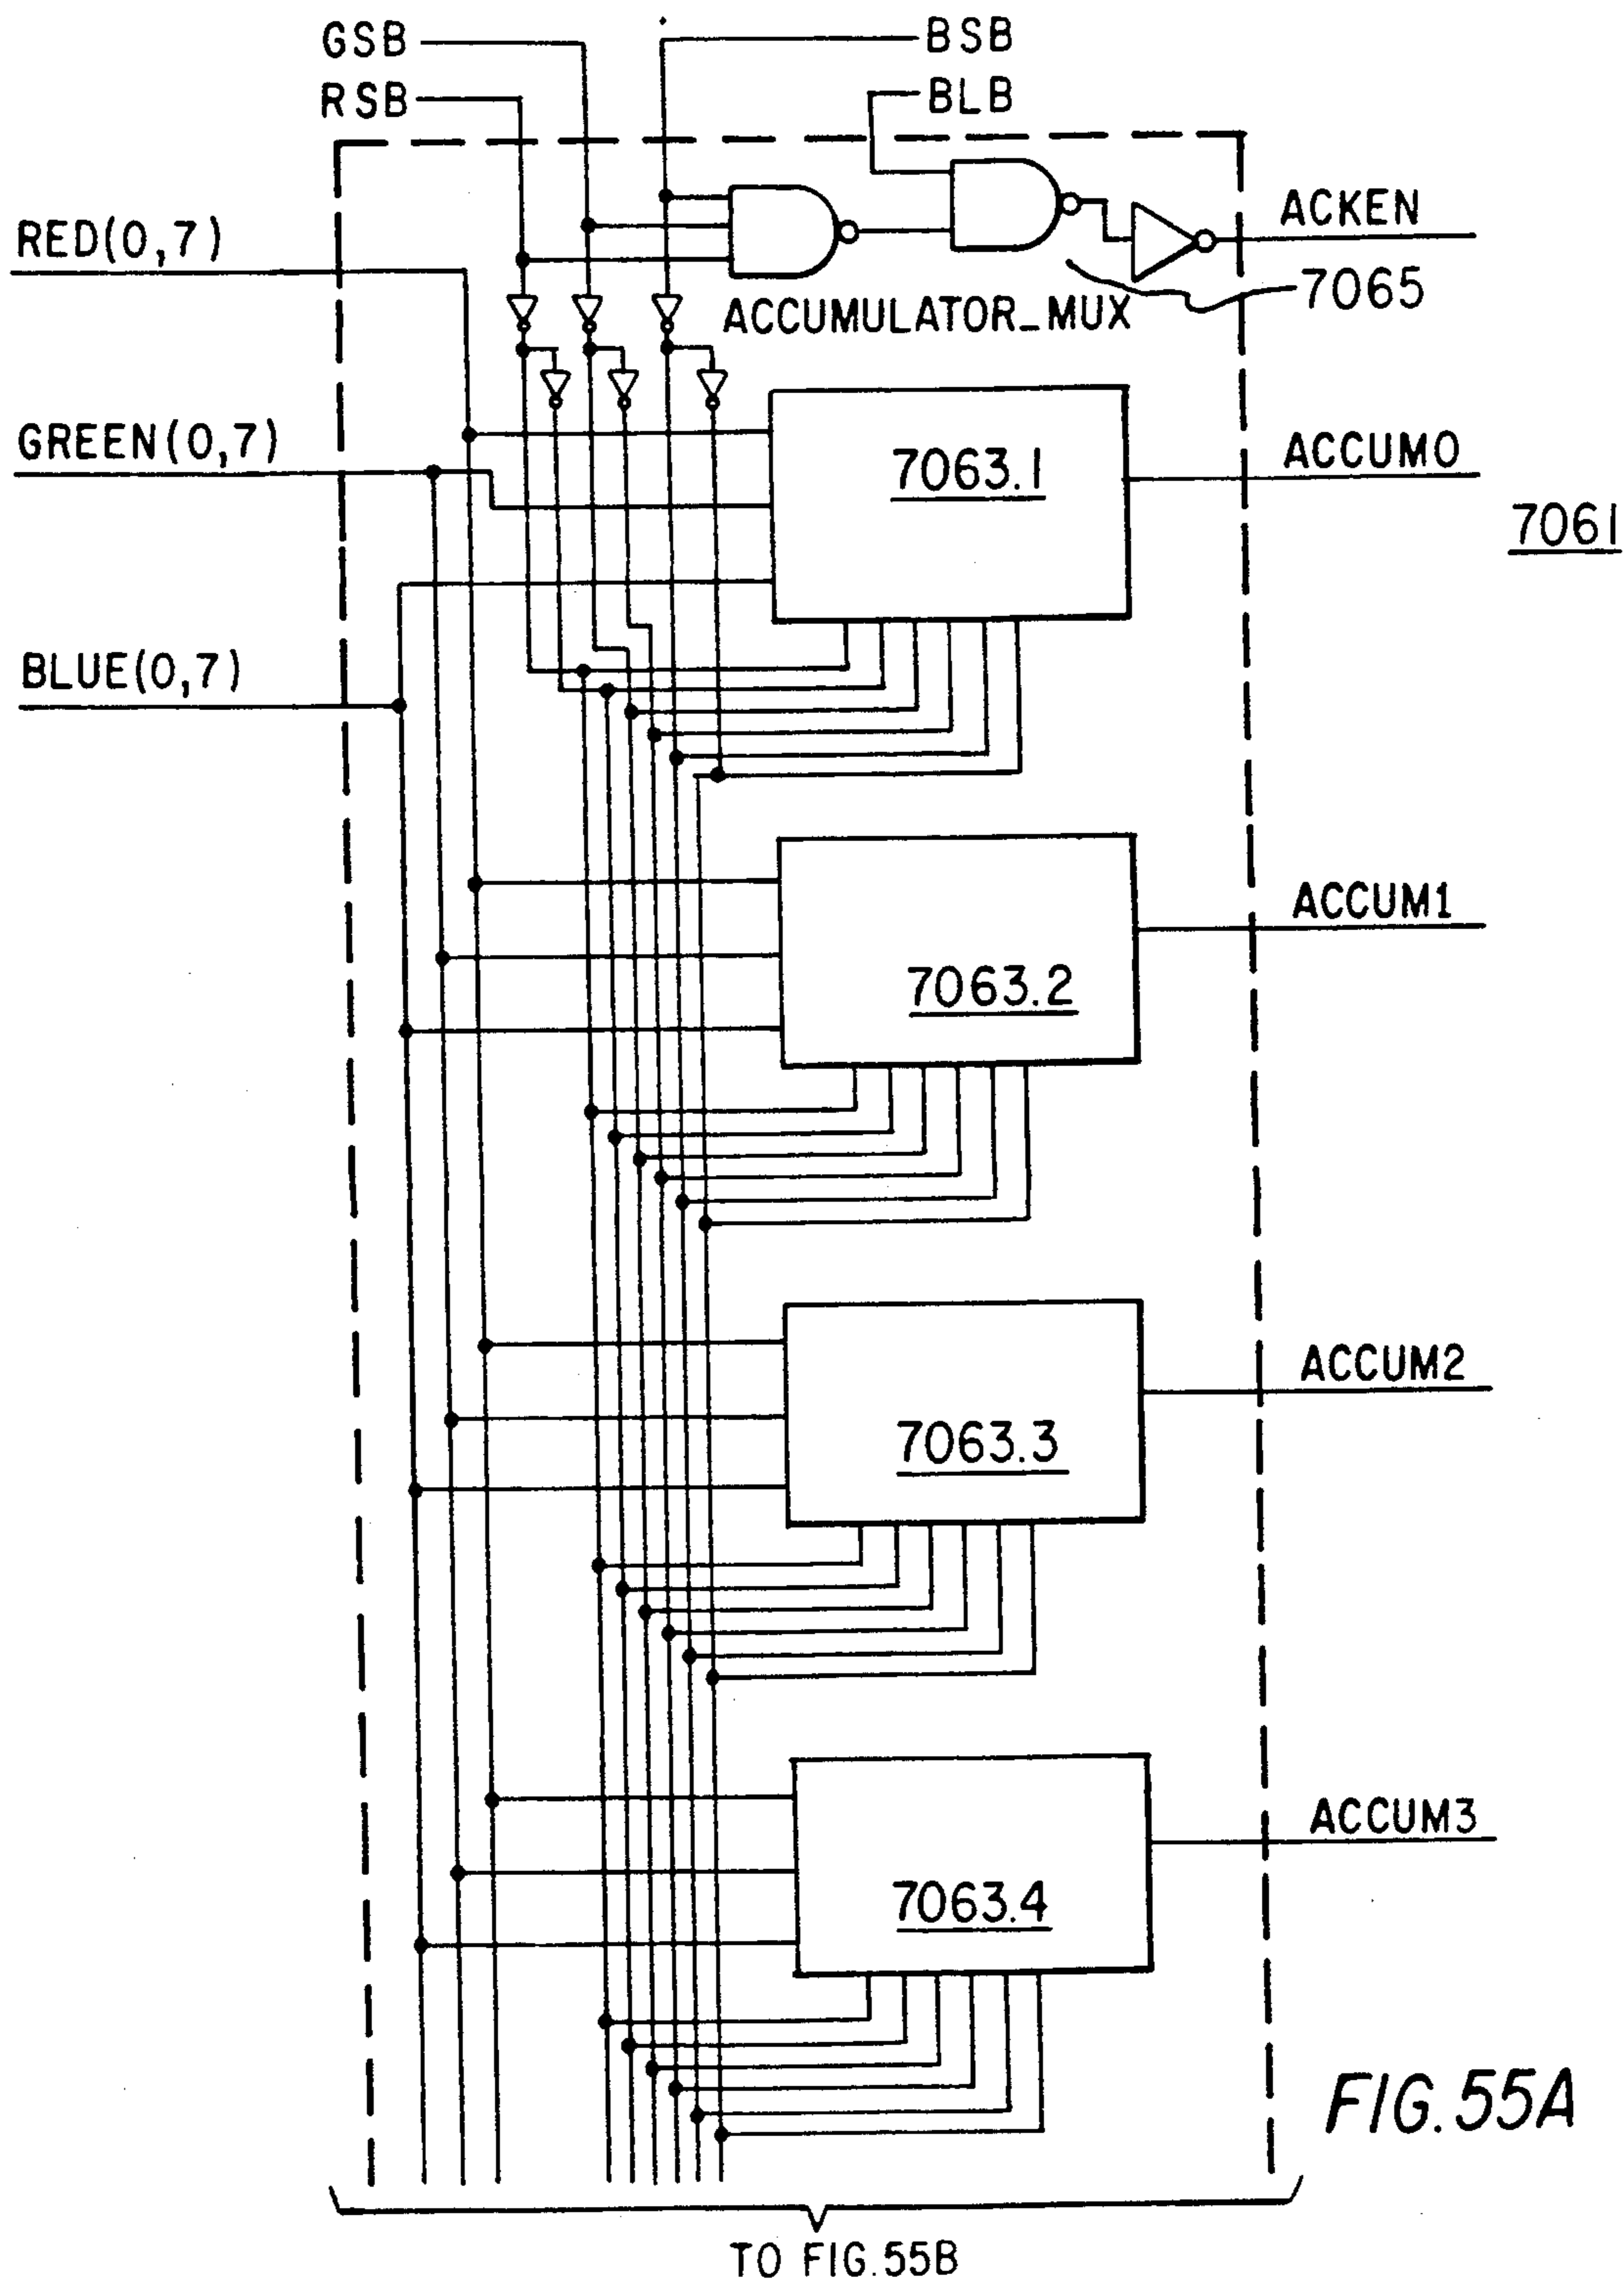 GSB
BSB
RSB
BLB
RED(0,7)
ACKEN
7065
ACCUMULATOR_MUX
GREEN(0,7)
7063.1
ACCUM0
7061
BLUE(0,7)
ACCUM1
7063.2
ACCUM2
7063.3
ACCUM3
7063.4
FIG.55A
TO FIG.55B